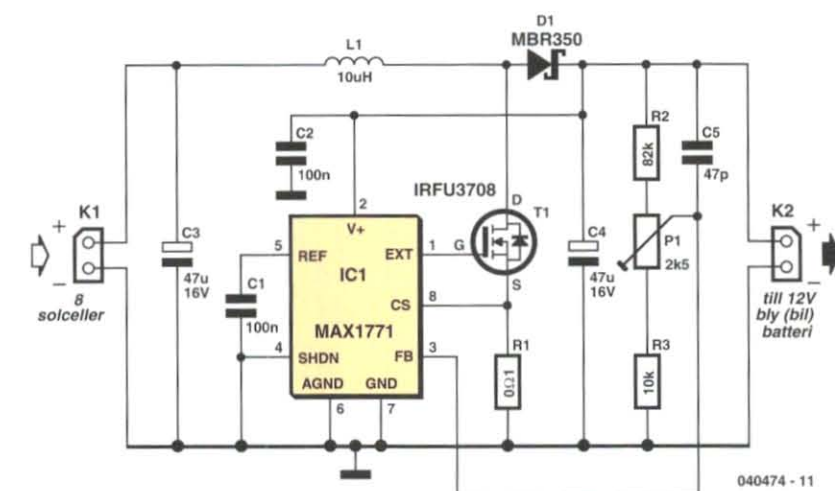 D1
MBR350
L1
10uH
C2
100n
R2
82k
C5
47p
IRFU3708
K1
+
–
8
solceller
C3
47u
16V
2
V+
5
REF
EXT
1
G
D
T1
S
IC1
C1
100n
CS
8
MAX1771
4
SHDN
FB
3
AGND
GND
6
7
R1
0Ω1
C4
47u
16V
P1
2k5
R3
10k
K2
+
–
till 12V
bly (bil)
batteri
040474 - 11